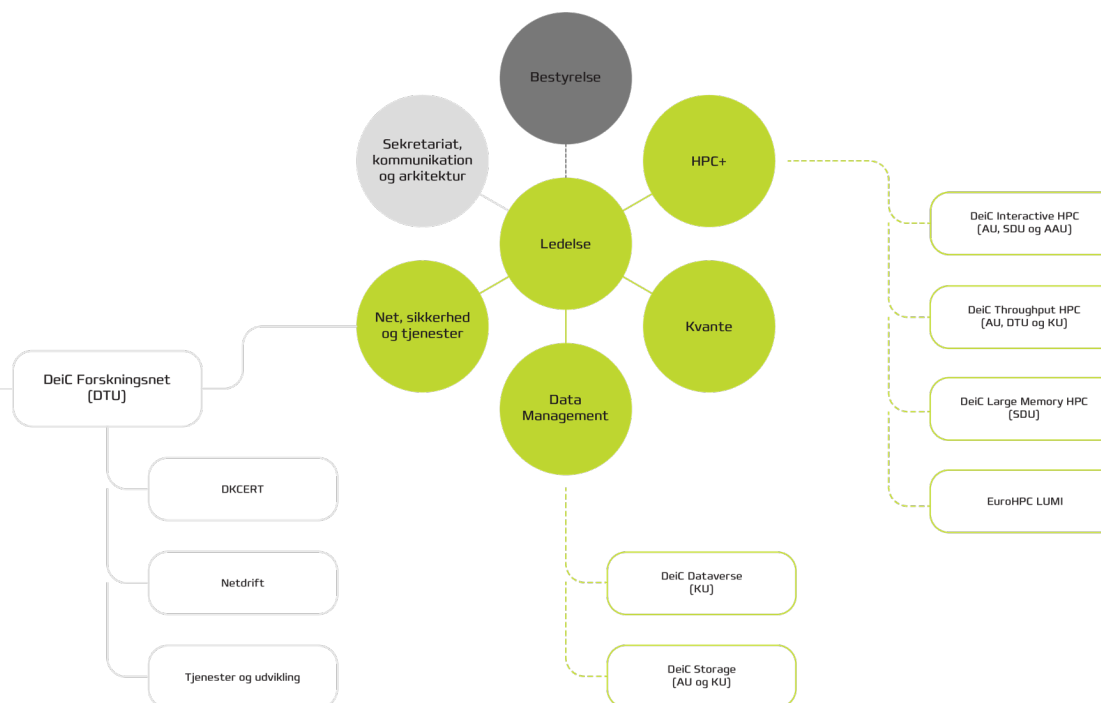 Bestyrelse
Sekretariat,
kommunikation
og arkitektur
HPC+
Ledelse
Net, sikkerhed
og tjenester
Kvante
Data
Management
DeiC Interactive HPC
(AU, SDU og AAU)
DeiC Throughput HPC
(AU, DTU og KU)
DeiC Large Memory HPC
(SDU)
EuroHPC LUMI
DeiC Forskningsnet
(DTU)
DKCERT
Netdrift
Tjenester og udvikling
DeiC Dataverse
(KU)
DeiC Storage
(AU og KU)